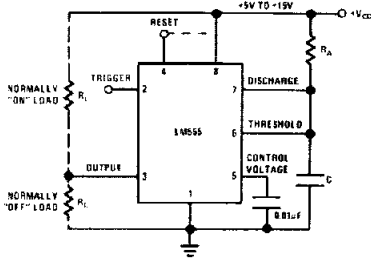 +5V TO +15V
+VCC
RESET
RA
4
8
TRIGGER
2
7
DISCHARGE
NORMALLY
"ON" LOAD
RL
LM555
6
THRESHOLD
CONTROL
VOLTAGE
OUTPUT
3
5
C
NORMALLY
"OFF" LOAD
RL
1
0.01uF